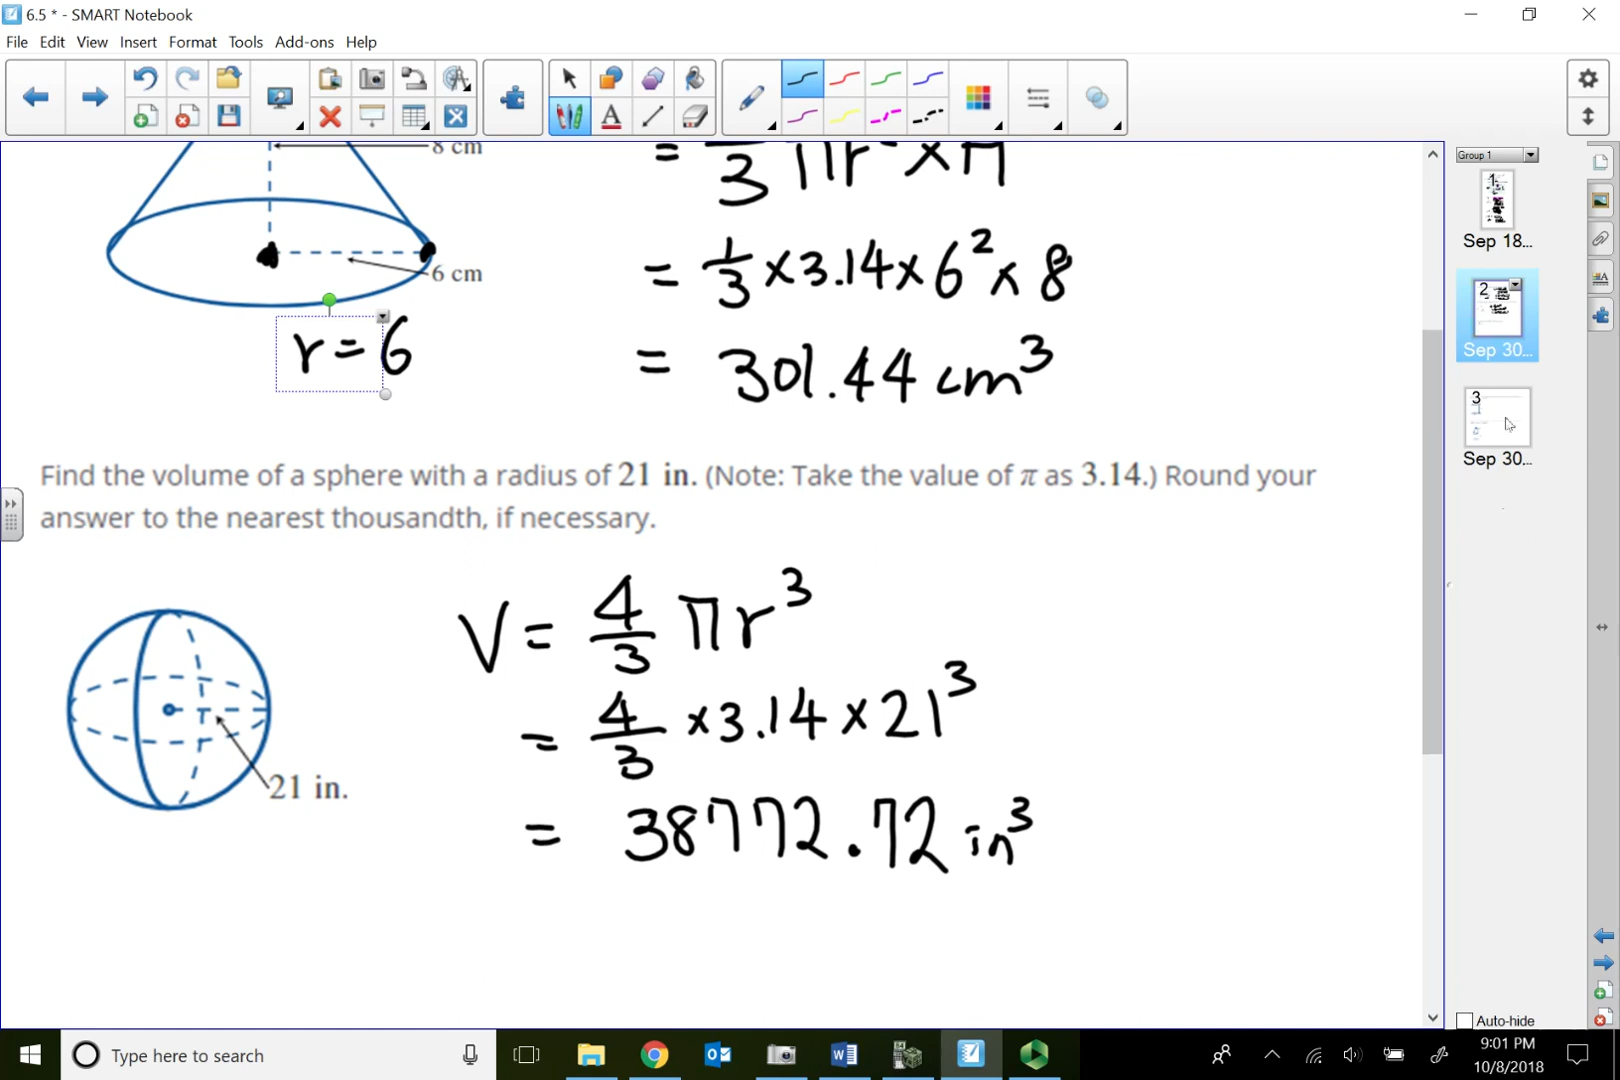 6.5 * - SMART Notebook
File Edit View Insert Format Tools Add-ons Help
Group 1
1
Sep 18...
2
Sep 30...
3
Sep 30...
8 cm
6 cm
r = 6
= 1/3 × 3.14 × 6² × 8
= 301.44 cm³
Find the volume of a sphere with a radius of 21 in. (Note: Take the value of π as 3.14.) Round your
answer to the nearest thousandth, if necessary.
21 in.
V = 4/3 πr³
= 4/3 × 3.14 × 21³
= 38772.72 in³
Auto-hide
Type here to search
9:01 PM
10/8/2018